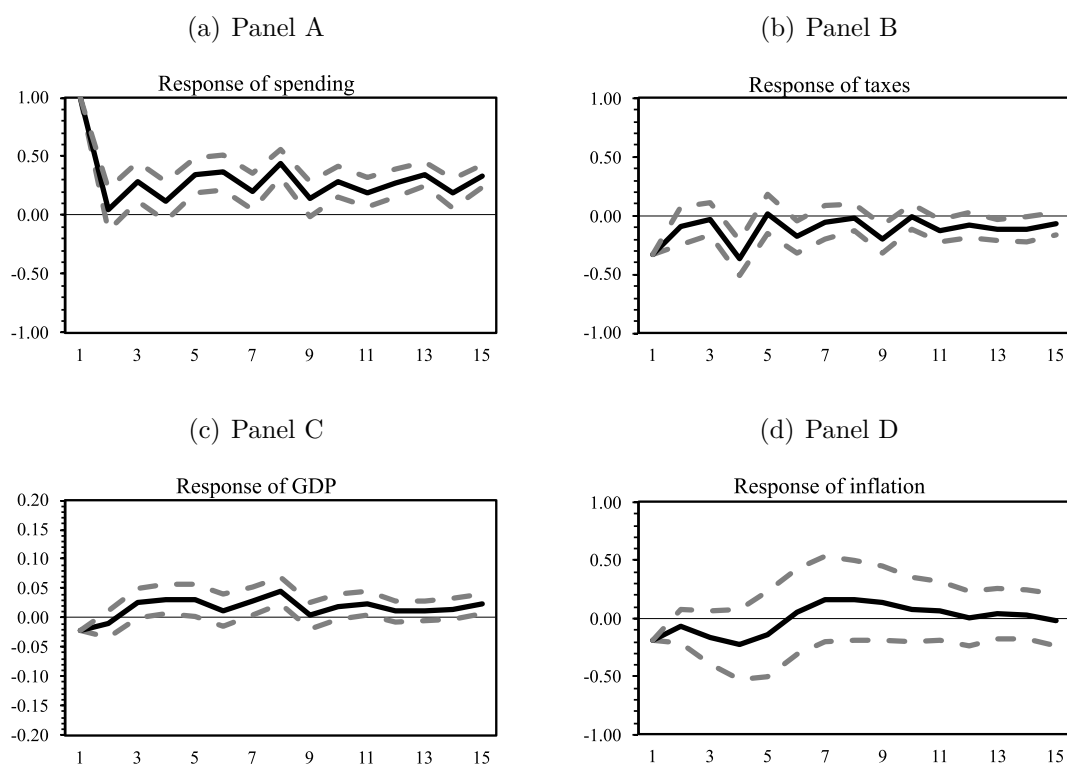 (a) Panel A
Response of spending
1.00
0.50
0.00
-0.50
-1.00
1 3 5 7 9 11 13 15
(b) Panel B
Response of taxes
1.00
0.50
0.00
-0.50
-1.00
1 3 5 7 9 11 13 15
(c) Panel C
Response of GDP
0.20
0.15
0.10
0.05
0.00
-0.05
-0.10
-0.15
-0.20
1 3 5 7 9 11 13 15
(d) Panel D
Response of inflation
1.00
0.50
0.00
-0.50
-1.00
1 3 5 7 9 11 13 15